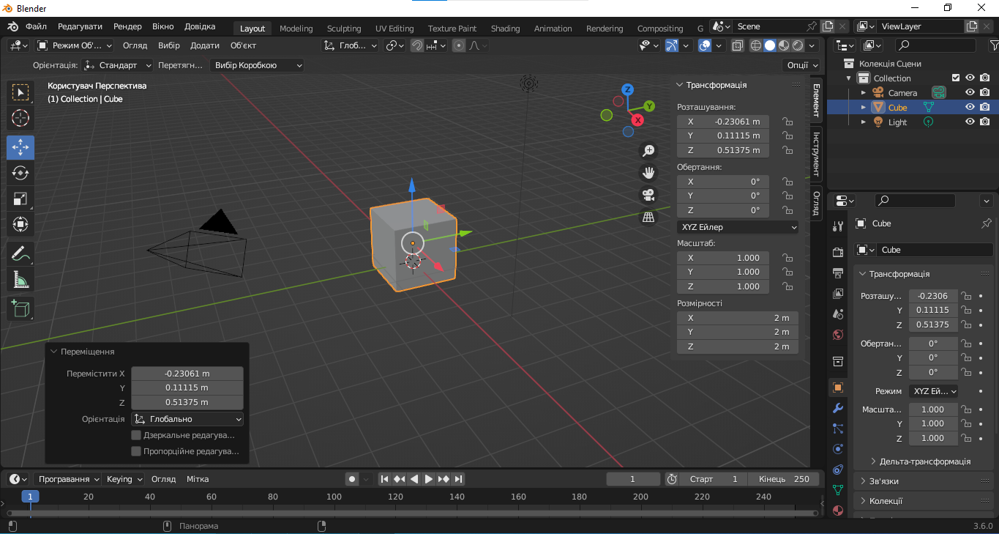 Blender
Файл Редагувати Рендер Вікно Довідка Layout Modeling Sculpting UV Editing Texture Paint Shading Animation Rendering Compositing G Scene ViewLayer
Режим Об'... Огляд Вибір Додати Об'єкт Глоб...
Орієнтація: Стандарт Перетягн... Вибір Коробкою Опції
Користувач Перспектива
(1) Collection | Cube
Z
Y
X
Трансформація
Розташування:
X -0.23061 m
Y 0.11115 m
Z 0.51375 m
Обертання:
X 0°
Y 0°
Z 0°
XYZ Ейлер
Масштаб:
X 1.000
Y 1.000
Z 1.000
Розмірності
X 2 m
Y 2 m
Z 2 m
Елемент
Інструмент
Огляд
Колекція Сцени
Collection
Camera
Cube
Light
Cube
Cube
Трансформація
Розташу... -0.2306
Y 0.11115
Z 0.51375
Обертан... 0°
Y 0°
Z 0°
Режим XYZ Ей...
Масшта... 1.000
Y 1.000
Z 1.000
Дельта-трансформація
Зв'язки
Колекції
Переміщення
Перемістити X -0.23061 m
Y 0.11115 m
Z 0.51375 m
Орієнтація Глобально
Дзеркальне редагува...
Пропорційне редагува...
Програвання Keying Огляд Мітка 1 Старт 1 Кінець 250
1 20 40 60 80 100 120 140 160 180 200 220 240
Панорама 3.6.0